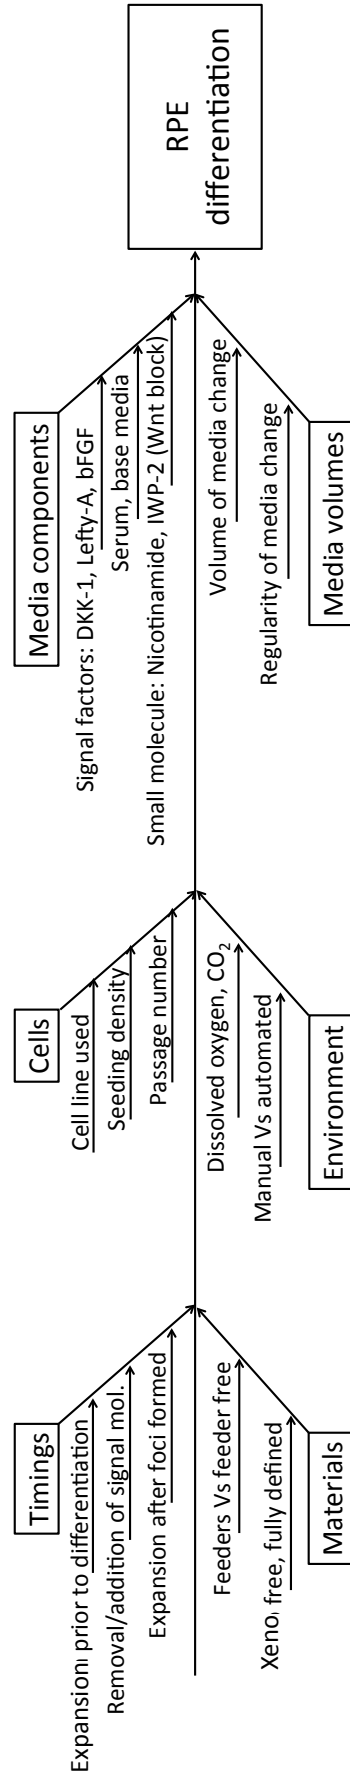 Timings
Expansion prior to differentiation
Removal/addition of signal mol.
Expansion after foci formed
Feeders Vs feeder free
Xeno free, fully defined
Materials
Cells
Cell line used
Seeding density
Passage number
Dissolved oxygen, CO₂
Manual Vs automated
Environment
Media components
Signal factors: DKK-1, Lefty-A, bFGF
Serum, base media
Small molecule: Nicotinamide, IWP-2 (Wnt block)
Volume of media change
Regularity of media change
Media volumes
RPE
differentiation